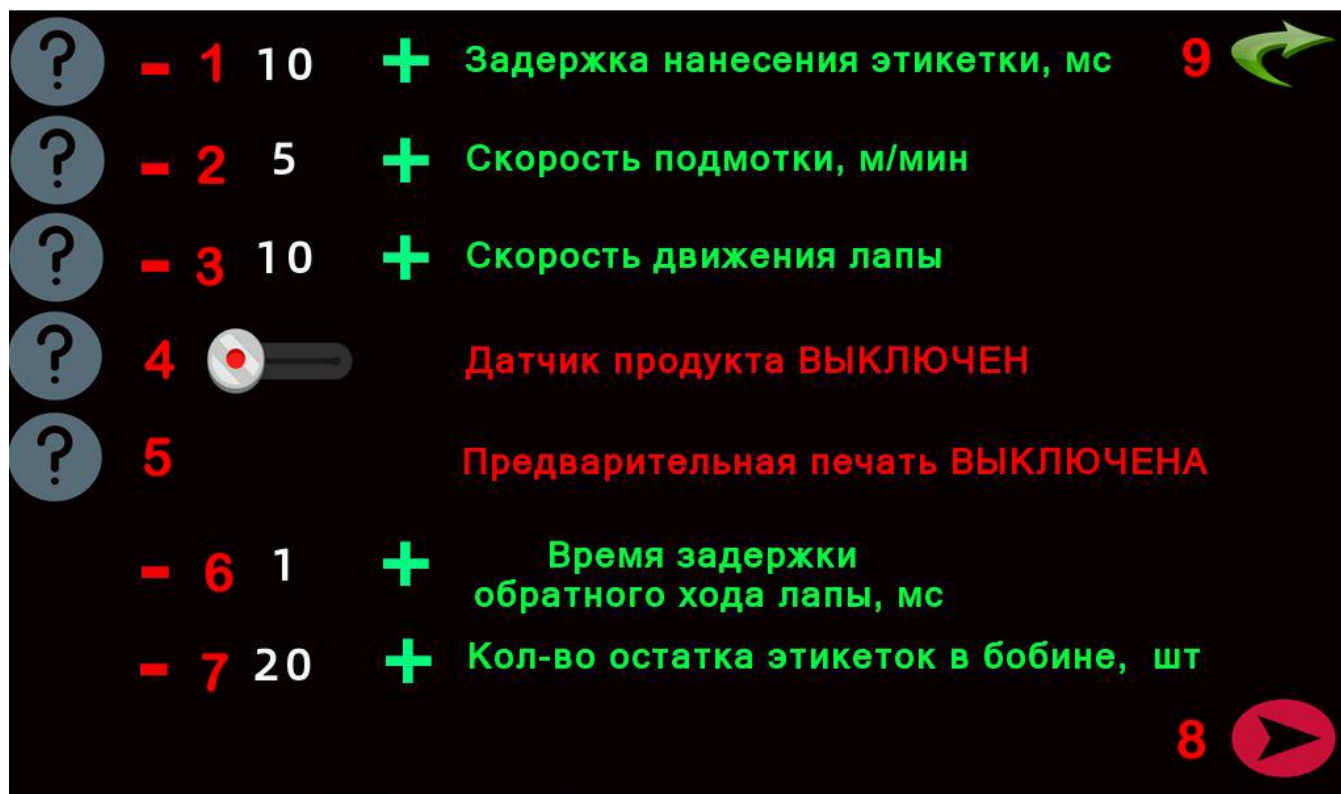 ? - 1 10 + Задержка нанесения этикетки, мс 9
? - 2 5 + Скорость подмотки, м/мин
? - 3 10 + Скорость движения лапы
? 4 Датчик продукта ВЫКЛЮЧЕН
? 5 Предварительная печать ВЫКЛЮЧЕНА
- 6 1 + Время задержки
обратного хода лапы, мс
- 7 20 + Кол-во остатка этикеток в бобине, шт
8